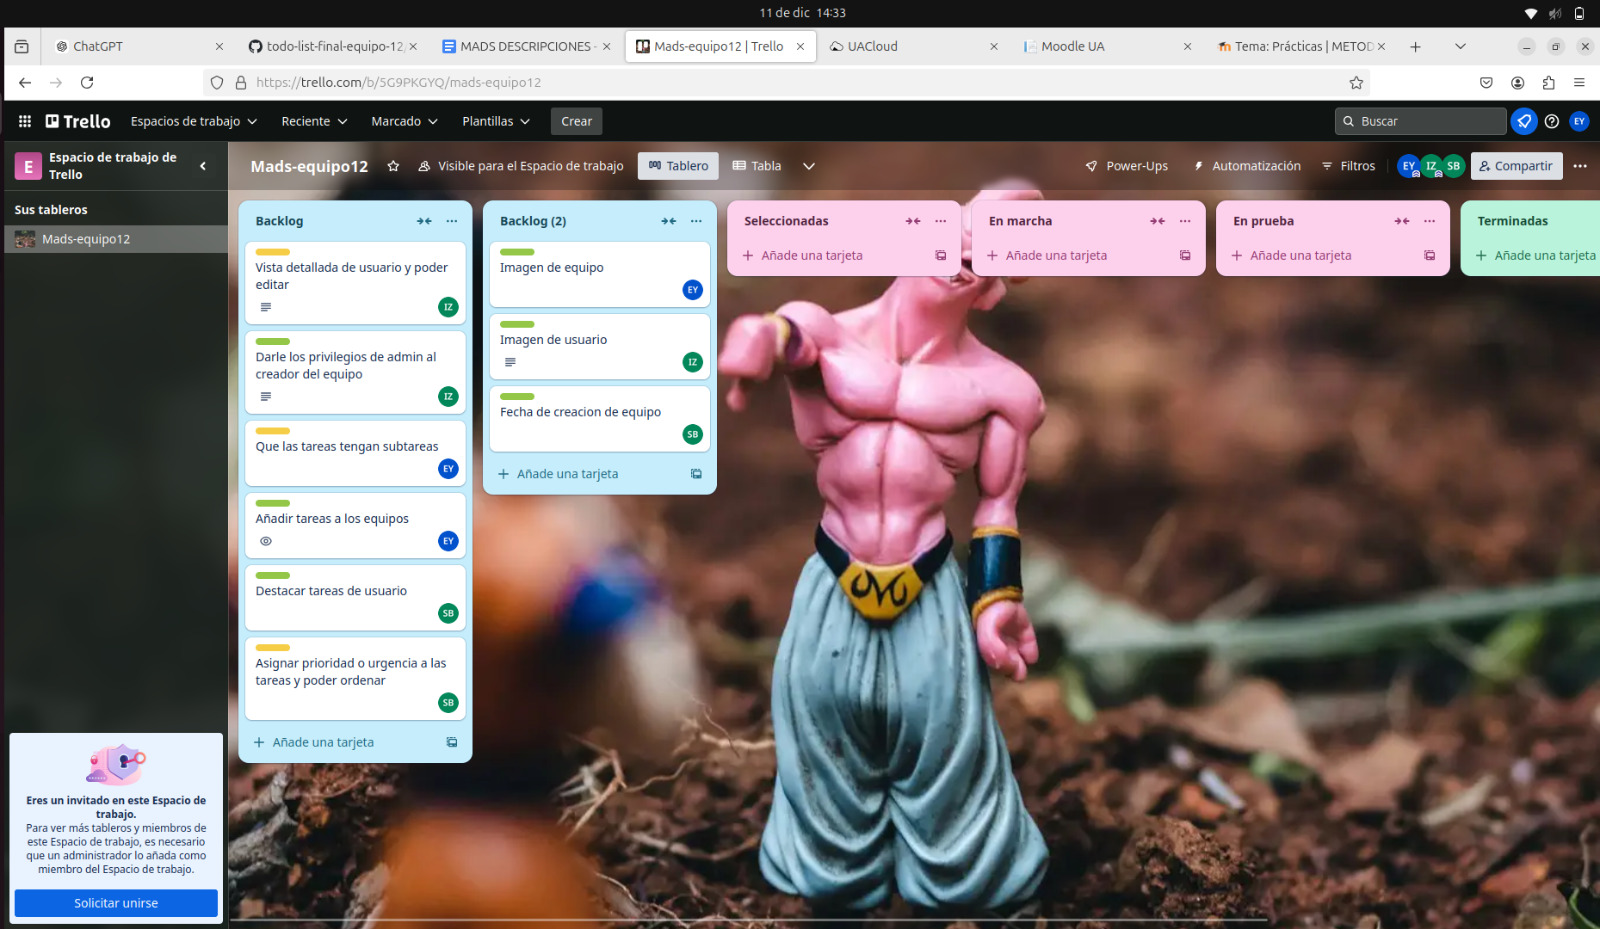 11 de dic 14:33
ChatGPT
todo-list-final-equipo-12,
MADS DESCRIPCIONES -
Mads-equipo12 | Trello
UACloud
Moodle UA
Tema: Prácticas | METOD
https://trello.com/b/5G9PKGYQ/mads-equipo12
Trello
Espacios de trabajo
Reciente
Marcado
Plantillas
Crear
Buscar
EY
E
Espacio de trabajo de
Trello
Mads-equipo12
Visible para el Espacio de trabajo
Tablero
Tabla
Power-Ups
Automatización
Filtros
EY
IZ
SB
Compartir
Sus tableros
Mads-equipo12
Backlog
Vista detallada de usuario y poder
editar
IZ
Darle los privilegios de admin al
creador del equipo
IZ
Que las tareas tengan subtareas
EY
Añadir tareas a los equipos
EY
Destacar tareas de usuario
SB
Asignar prioridad o urgencia a las
tareas y poder ordenar
SB
Añade una tarjeta
Backlog (2)
Imagen de equipo
EY
Imagen de usuario
IZ
Fecha de creacion de equipo
SB
Añade una tarjeta
Seleccionadas
Añade una tarjeta
En marcha
Añade una tarjeta
En prueba
Añade una tarjeta
Terminadas
Añade una tarjeta
Eres un invitado en este Espacio de
trabajo.
Para ver más tableros y miembros de
este Espacio de trabajo, es necesario
que un administrador lo añada como
miembro del Espacio de trabajo.
Solicitar unirse